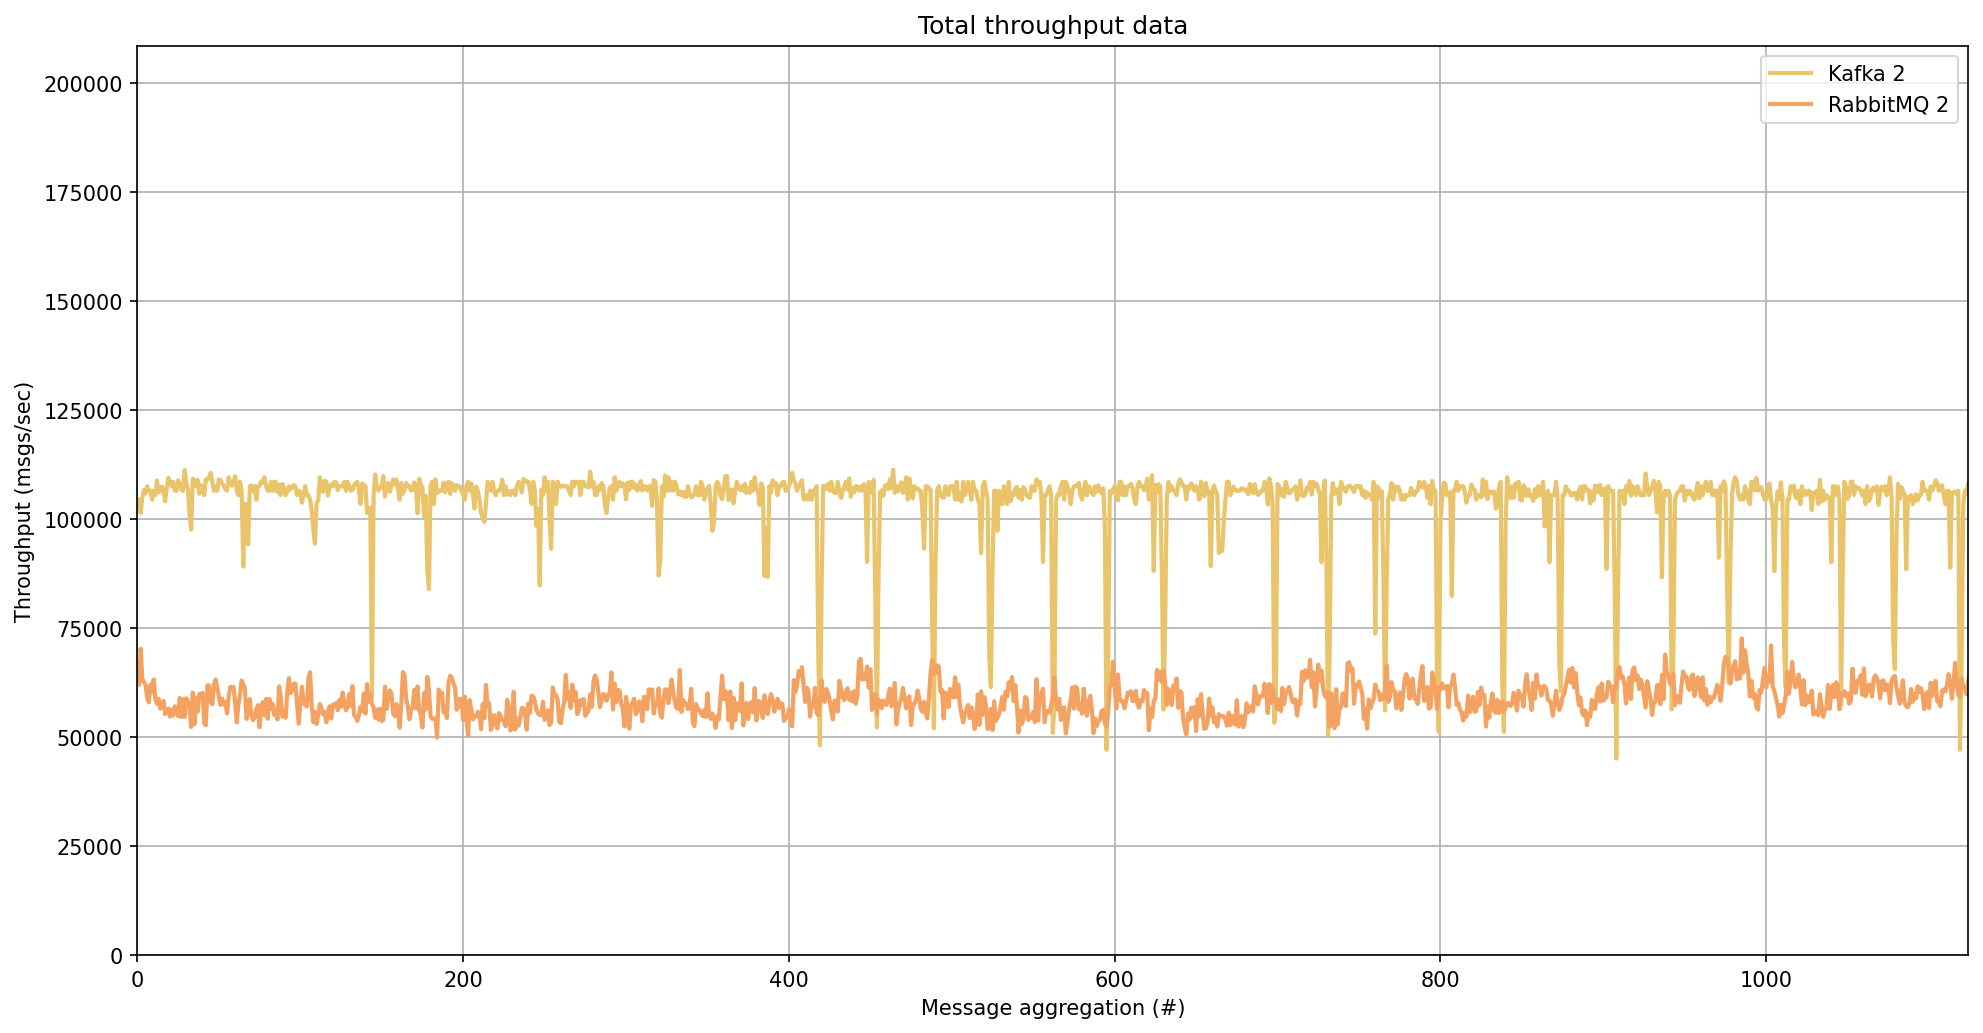 Total throughput data
Kafka 2
RabbitMQ 2
Throughput (msgs/sec)
200000
175000
150000
125000
100000
75000
50000
25000
0
0 200 400 600 800 1000
Message aggregation (#)